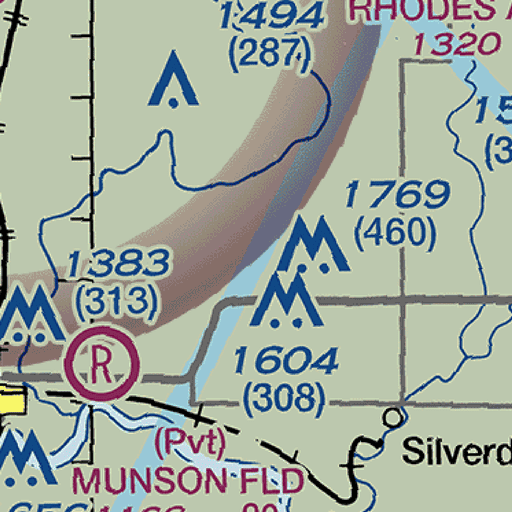 1494
(287)
RHODES
1320
1769
(460)
1383
(313)
R
1604
(308)
(Pvt)
MUNSON FLD
Silverd